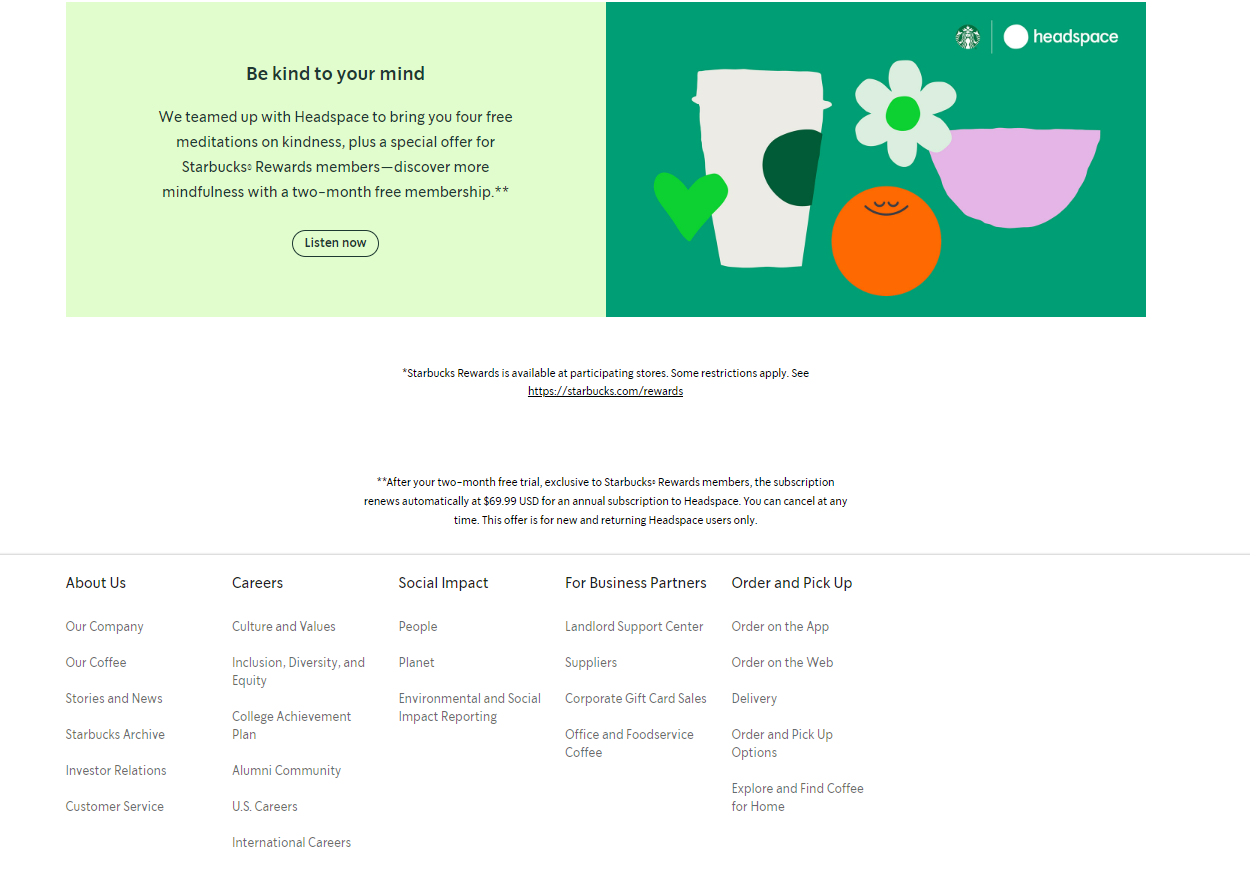 headspace
Be kind to your mind
We teamed up with Headspace to bring you four free
meditations on kindness, plus a special offer for
Starbucks® Rewards members—discover more
mindfulness with a two-month free membership.**
Listen now
*Starbucks Rewards is available at participating stores. Some restrictions apply. See
https://starbucks.com/rewards
**After your two-month free trial, exclusive to Starbucks® Rewards members, the subscription
renews automatically at $69.99 USD for an annual subscription to Headspace. You can cancel at any
time. This offer is for new and returning Headspace users only.
About Us
Our Company
Our Coffee
Stories and News
Starbucks Archive
Investor Relations
Customer Service
Careers
Culture and Values
Inclusion, Diversity, and
Equity
College Achievement
Plan
Alumni Community
U.S. Careers
International Careers
Social Impact
People
Planet
Environmental and Social
Impact Reporting
For Business Partners
Landlord Support Center
Suppliers
Corporate Gift Card Sales
Office and Foodservice
Coffee
Order and Pick Up
Order on the App
Order on the Web
Delivery
Order and Pick Up
Options
Explore and Find Coffee
for Home